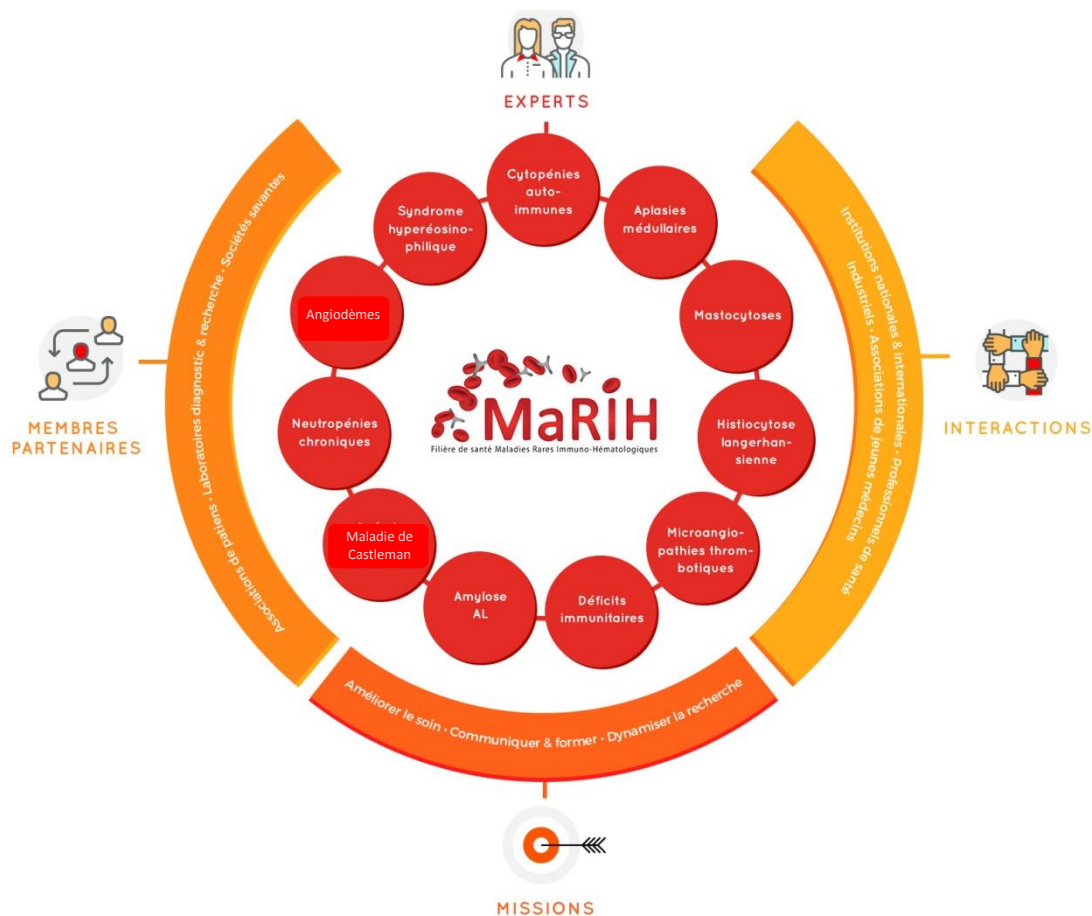 EXPERTS
Cytopénies
auto-
immunes
Aplasies
médullaires
Mastocytoses
Histiocytose
langerhan-
sienne
Microangio-
pathies throm-
botiques
Déficits
immunitaires
Amylose
AL
Maladie de
Castleman
Neutropénies
chroniques
Angiodèmes
Syndrome
hyperéosino-
philique
MaRIH
Filière de santé Maladies Rares Immuno-Hématologiques
MEMBRES
PARTENAIRES
Associations de patiens • Laboratoires diagnostic & recherche • Sociétés savantes
INTERACTIONS
Institutions nationales & internationales • Professionnels de santé
Industriels • Associations de jeunes médecins
Améliorer le soin • Communiquer & former • Dynamiser la recherche
MISSIONS